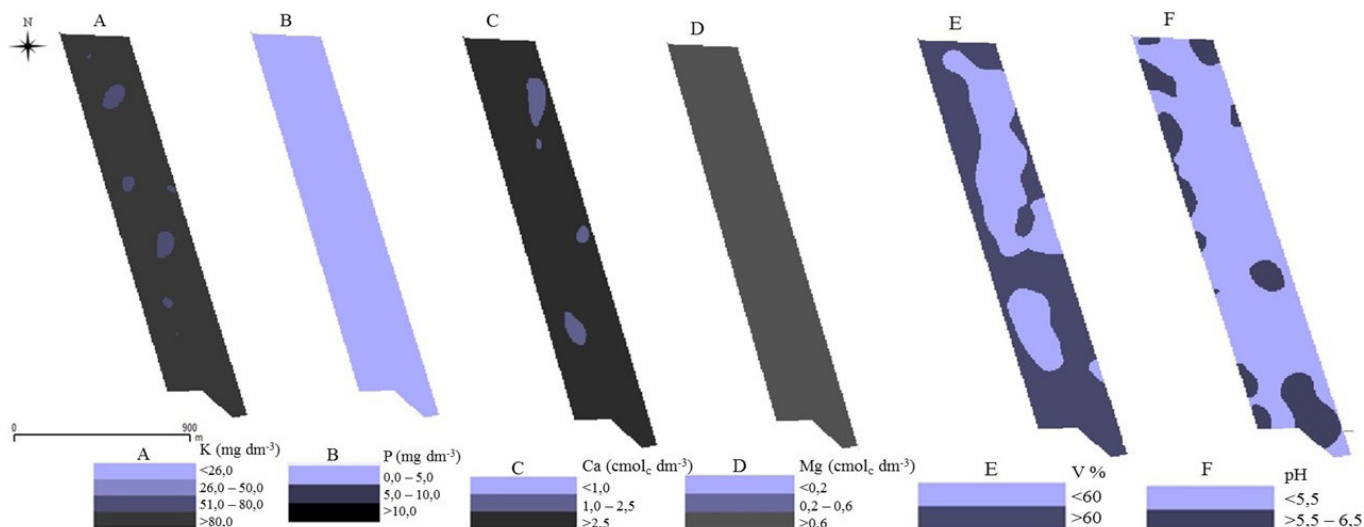 N
A
B
C
D
E
F
0 900
m
A K (mg dm-3)
<26,0
26,0 – 50,0
51,0 – 80,0
>80,0
B P (mg dm-3)
0,0 – 5,0
5,0 – 10,0
>10,0
C Ca (cmolc dm-3)
<1,0
1,0 – 2,5
>2,5
D Mg (cmolc dm-3)
<0,2
0,2 – 0,6
>0,6
E V %
<60
>60
F pH
<5,5
>5,5 – 6,5